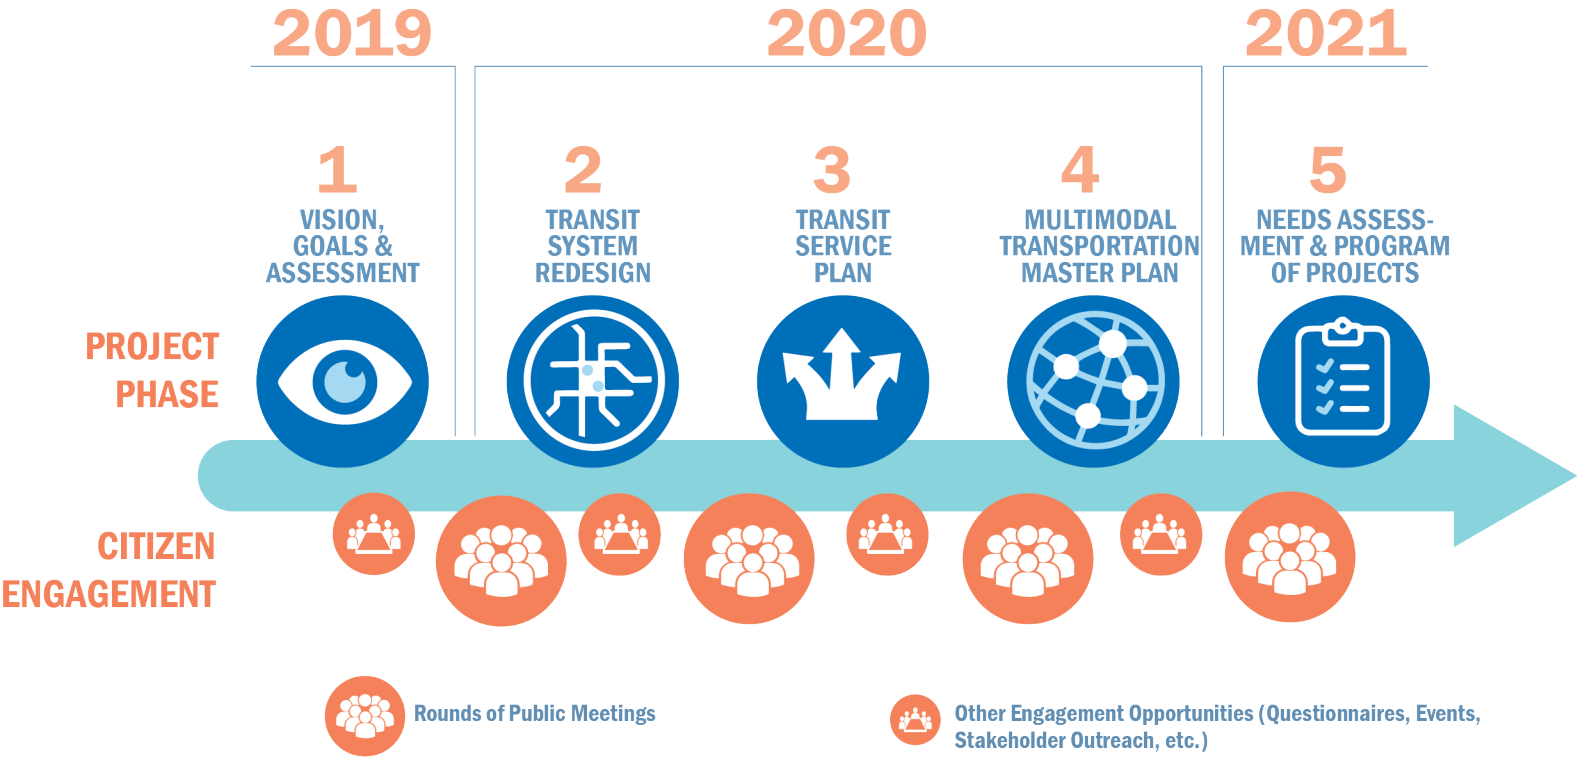 2019
2020
2021
1
VISION,
GOALS &
ASSESSMENT
2
TRANSIT
SYSTEM
REDESIGN
3
TRANSIT
SERVICE
PLAN
4
MULTIMODAL
TRANSPORTATION
MASTER PLAN
5
NEEDS ASSESS-
MENT & PROGRAM
OF PROJECTS
PROJECT
PHASE
CITIZEN
ENGAGEMENT
Rounds of Public Meetings
Other Engagement Opportunities (Questionnaires, Events,
Stakeholder Outreach, etc.)